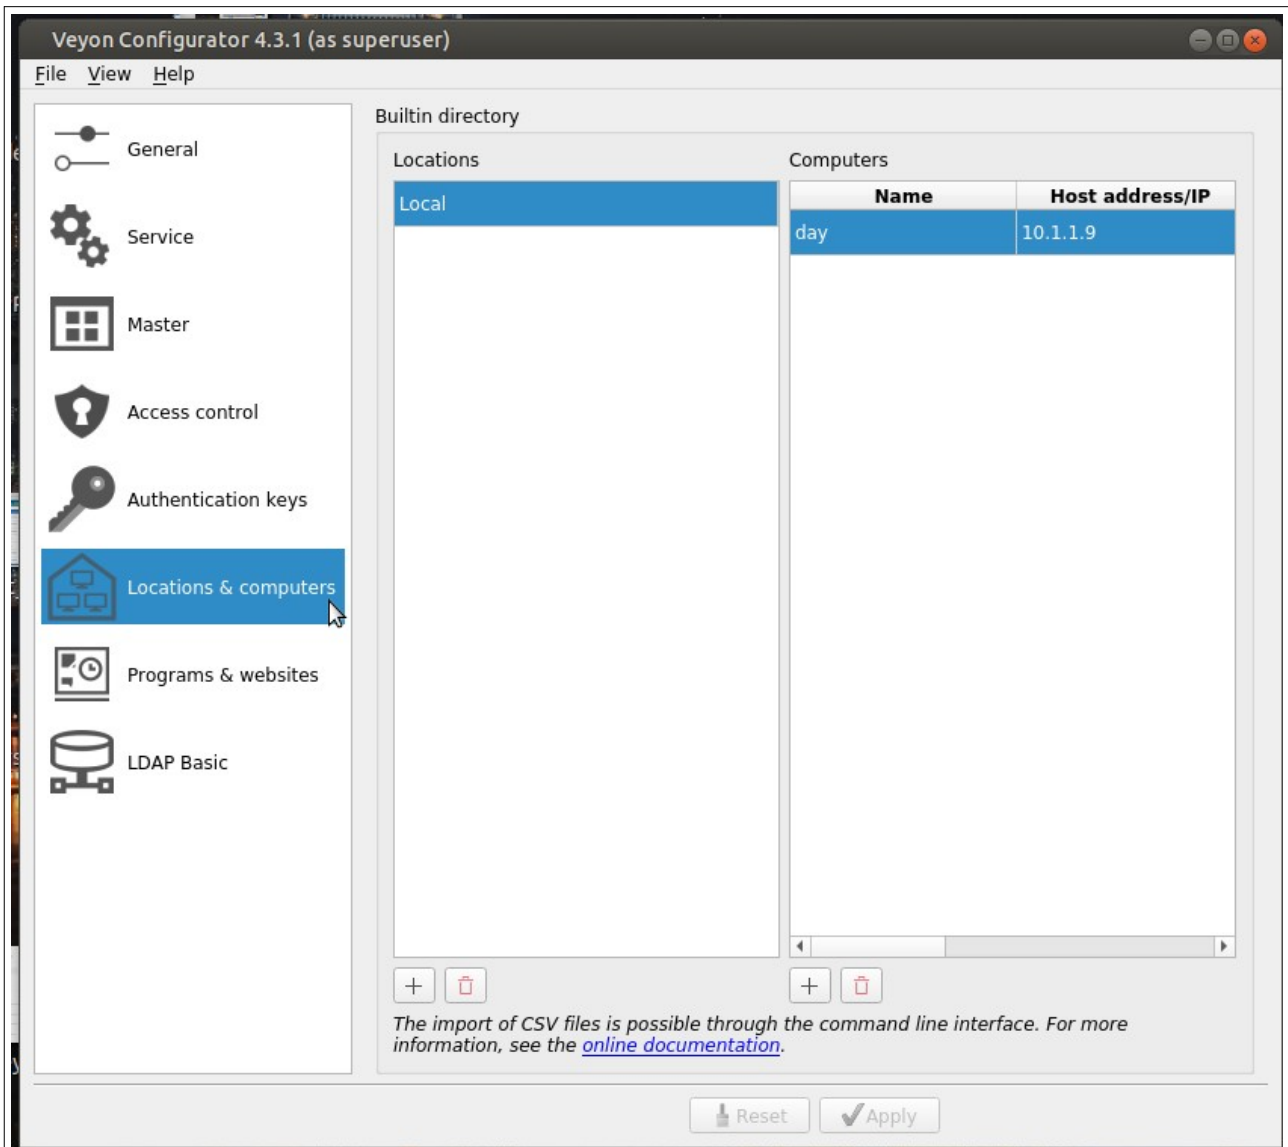 Veyon Configurator 4.3.1 (as superuser)
File View Help
General
Service
Master
Access control
Authentication keys
Locations & computers
Programs & websites
LDAP Basic
Builtin directory
Locations
Local
Computers
Name Host address/IP
day 10.1.1.9
The import of CSV files is possible through the command line interface. For more
information, see the online documentation.
Reset Apply